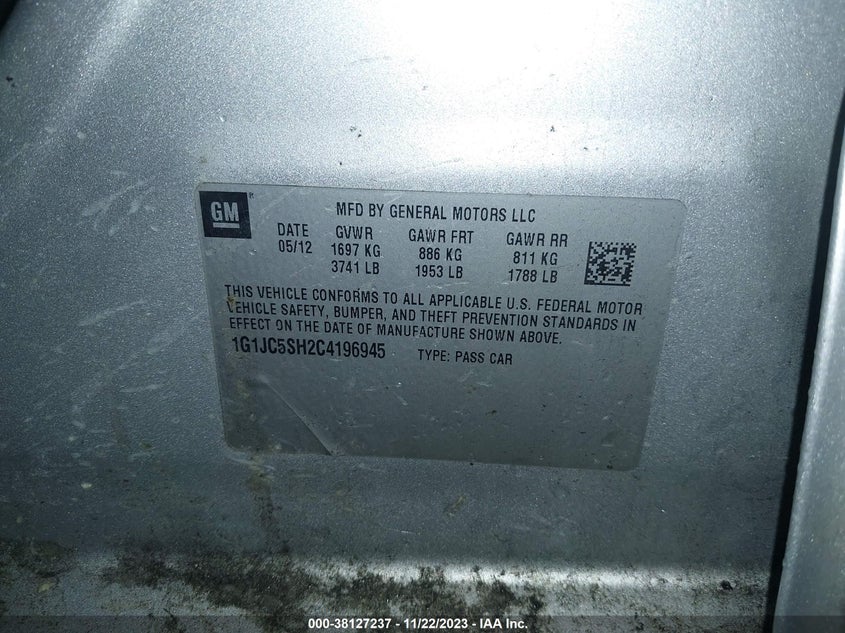 GM ®
MFD BY GENERAL MOTORS LLC
DATE GVWR GAWR FRT GAWR RR
05/12 1697 KG 886 KG 811 KG
3741 LB 1953 LB 1788 LB
THIS VEHICLE CONFORMS TO ALL APPLICABLE U.S. FEDERAL MOTOR
VEHICLE SAFETY, BUMPER, AND THEFT PREVENTION STANDARDS IN
EFFECT ON THE DATE OF MANUFACTURE SHOWN ABOVE.
1G1JC5SH2C4196945 TYPE: PASS CAR
000-38127237 - 11/22/2023 - IAA Inc.